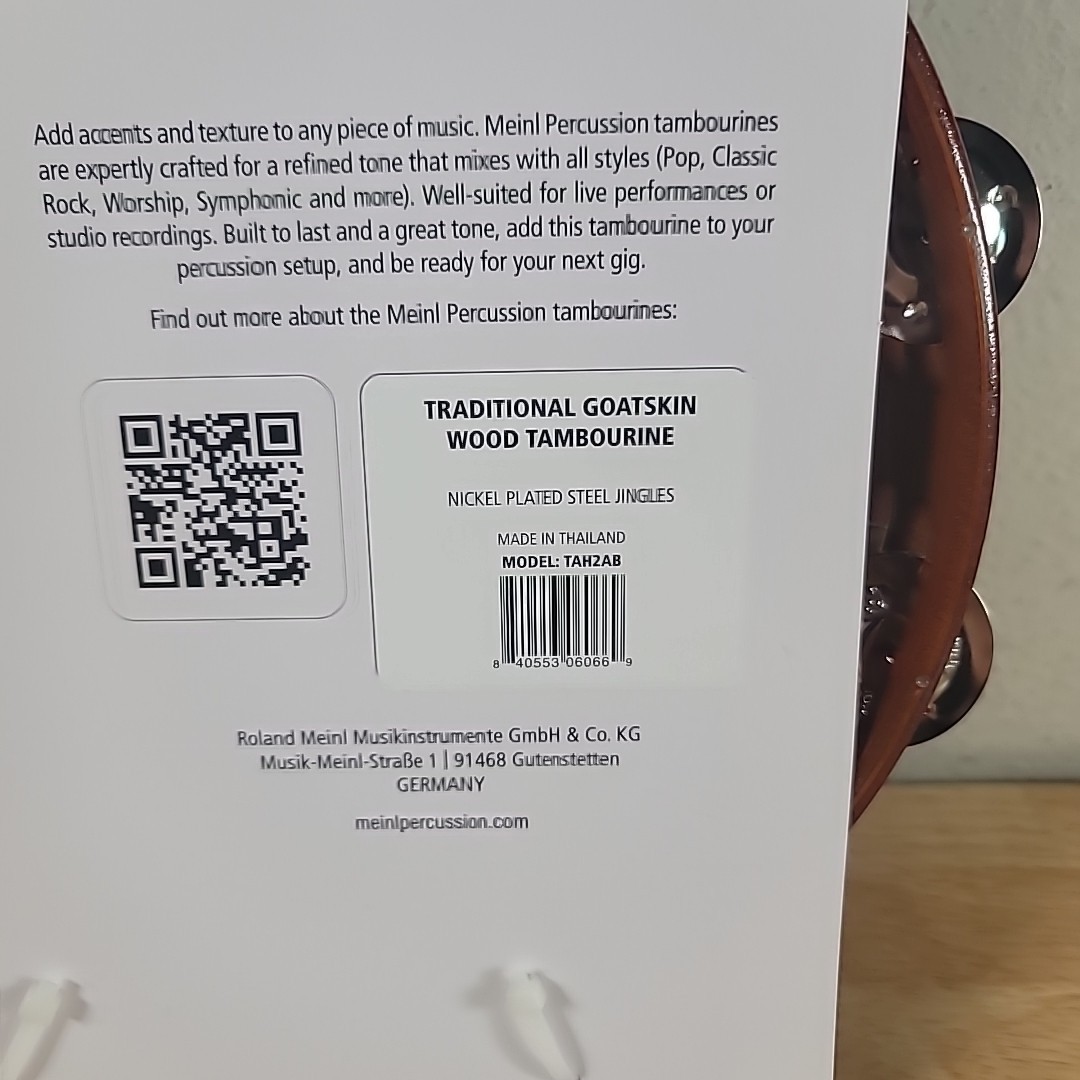 Add accents and texture to any piece of music. Meinl Percussion tambourines
are expertly crafted for a refined tone that mixes with all styles (Pop, Classic
Rock, Worship, Symphonic and more). Well-suited for live performances or
studio recordings. Built to last and a great tone, add this tambourine to your
percussion setup, and be ready for your next gig.
Find out more about the Meinl Percussion tambourines:
TRADITIONAL GOATSKIN
WOOD TAMBOURINE
NICKEL PLATED STEEL JINGLES
MADE IN THAILAND
MODEL: TAH2AB
8 40553 06066 9
Roland Meinl Musikinstrumente GmbH & Co. KG
Musik-Meinl-Straße 1 | 91468 Gutenstetten
GERMANY
meinlpercussion.com